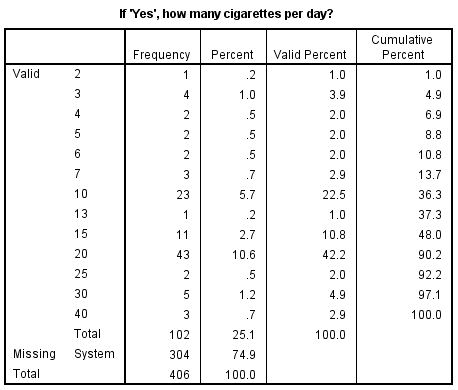 If 'Yes', how many cigarettes per day?
Frequency Percent Valid Percent Cumulative Percent
Valid 2 1 .2 1.0 1.0
3 4 1.0 3.9 4.9
4 2 .5 2.0 6.9
5 2 .5 2.0 8.8
6 2 .5 2.0 10.8
7 3 .7 2.9 13.7
10 23 5.7 22.5 36.3
13 1 .2 1.0 37.3
15 11 2.7 10.8 48.0
20 43 10.6 42.2 90.2
25 2 .5 2.0 92.2
30 5 1.2 4.9 97.1
40 3 .7 2.9 100.0
Total 102 25.1 100.0
Missing System 304 74.9
Total 406 100.0